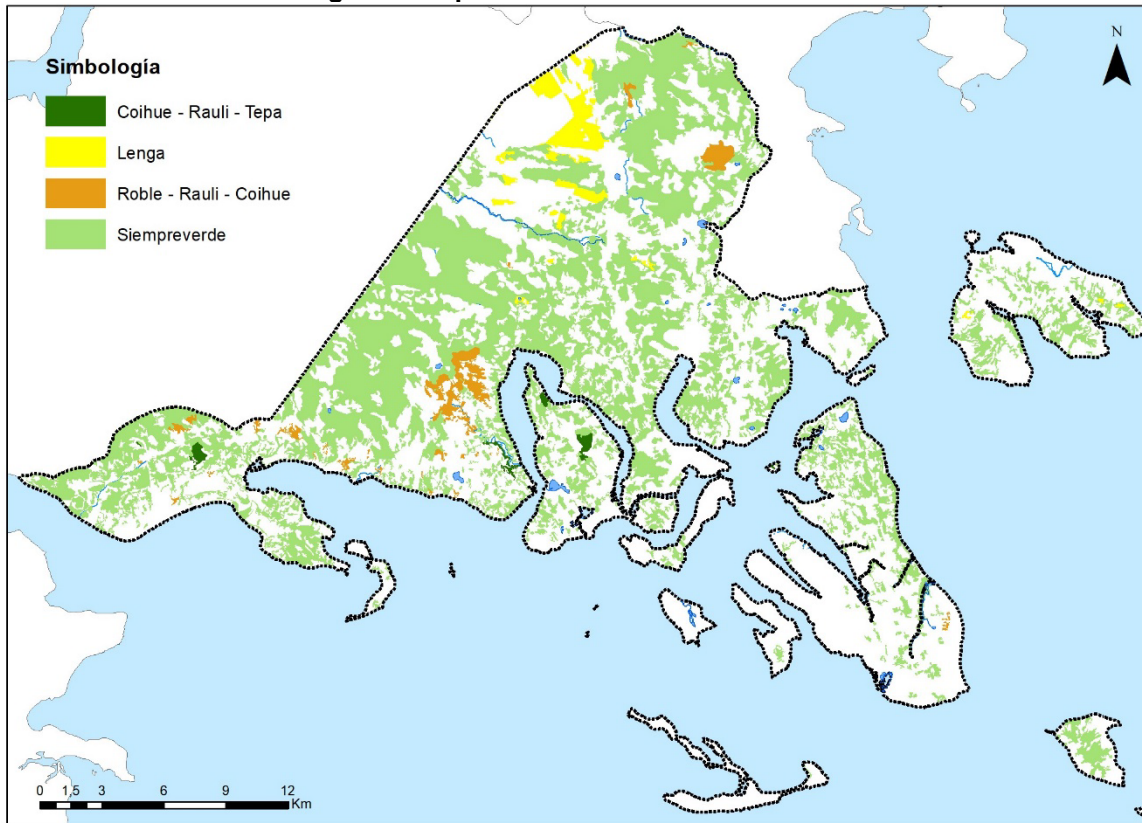 N
Simbología
Coihue - Rauli - Tepa
Lenga
Roble - Rauli - Coihue
Siempreverde
0 1,5 3 6 9 12
Km